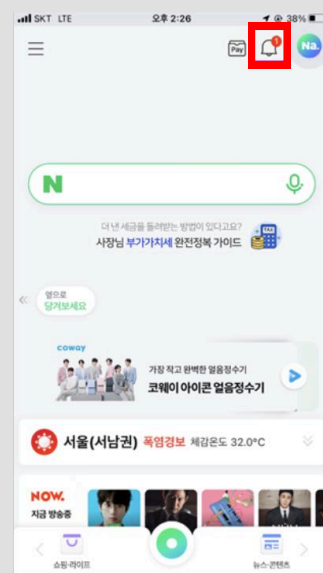 SKT LTE 오후 2:26 38%
Pay 1 Na.
N
더 낸 세금을 돌려받는 방법이 있다고요?
사장님 부가가치세 완전정복 가이드
TAX
옆으로
당겨보세요
coway
가장 작고 완벽한 얼음정수기
코웨이 아이콘 얼음정수기
서울(서남권) 폭염경보 체감온도 32.0°C
NOW.
지금 방송중
쇼핑·라이프
뉴스·콘텐츠